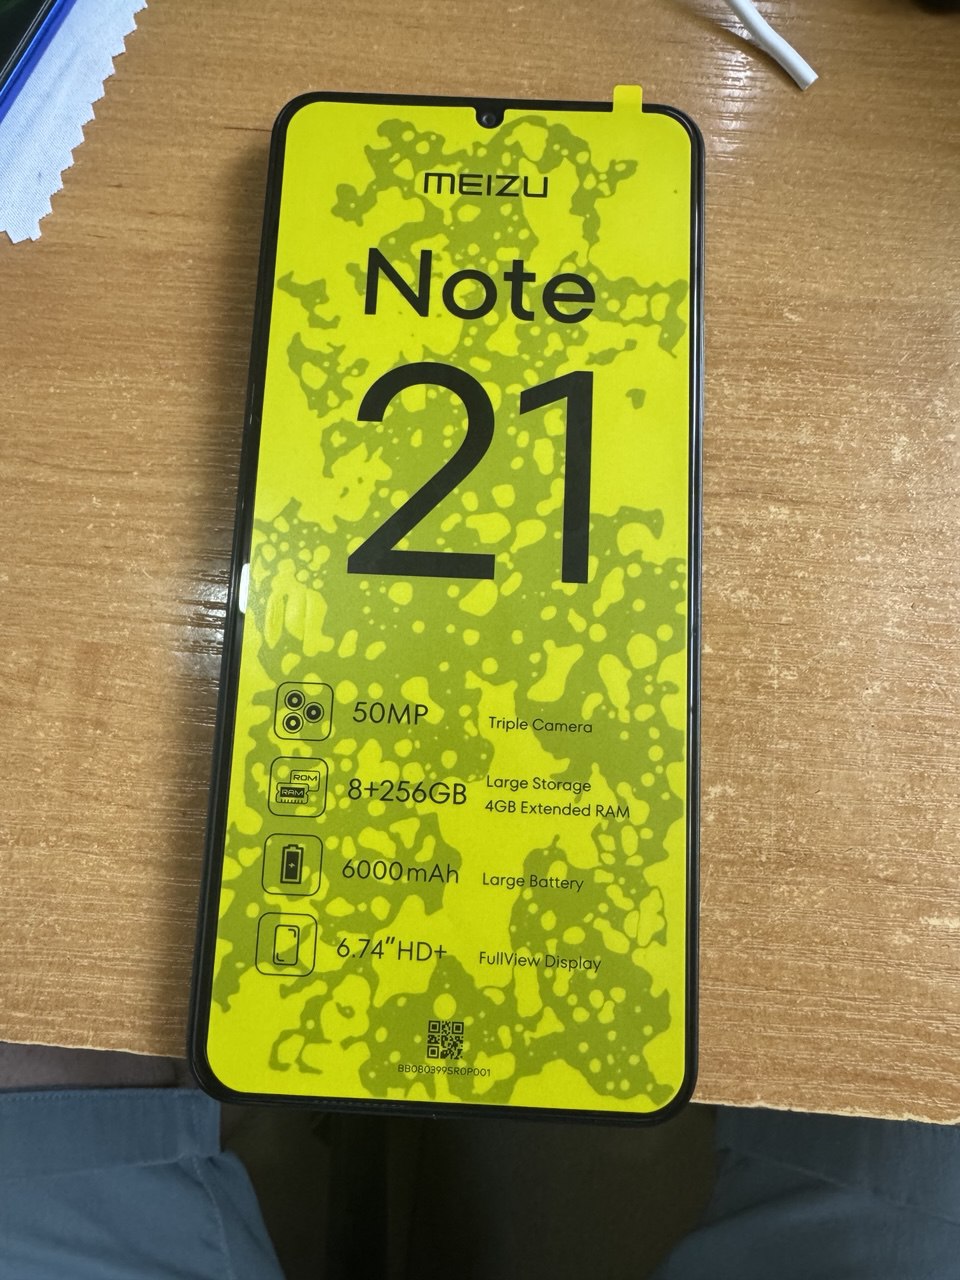 MEIZU
Note
21
50MP Triple Camera
ROM
RAM
8+256GB Large Storage
4GB Extended RAM
6000mAh Large Battery
6.74"HD+ FullView Display
BB080399SR0P001